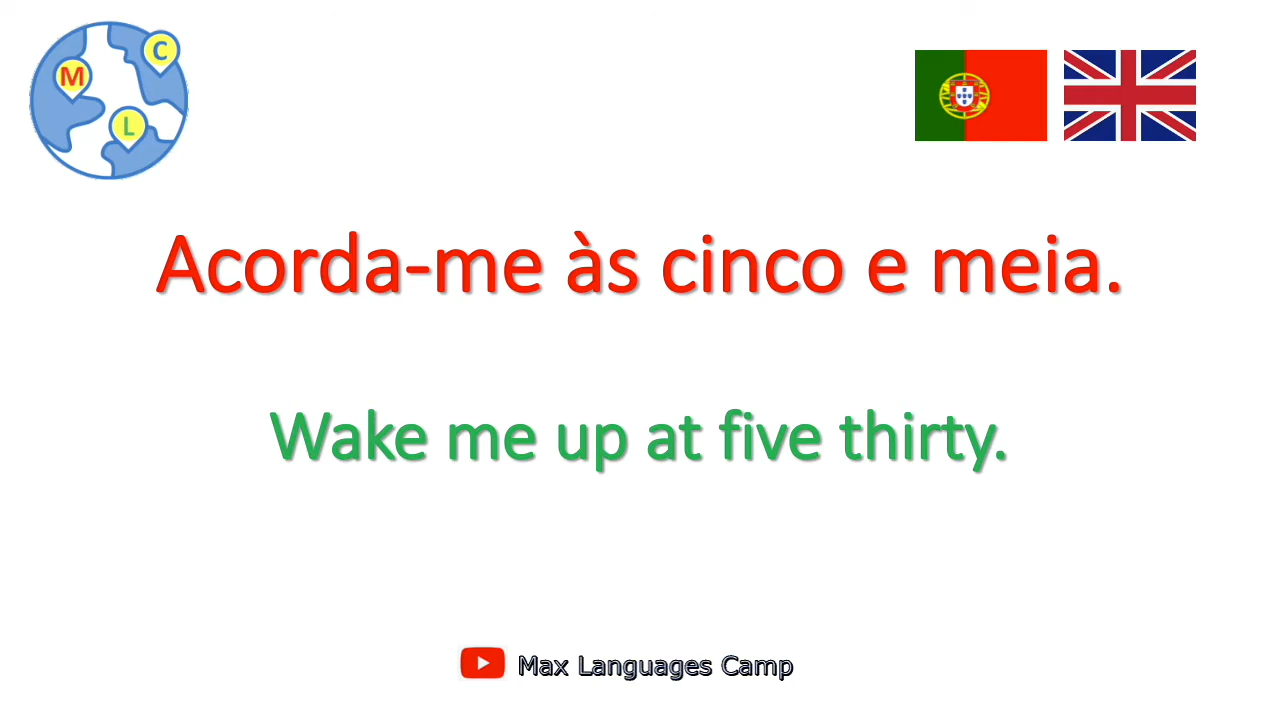 M
C
L
Acorda-me às cinco e meia.
Wake me up at five thirty.
Max Languages Camp